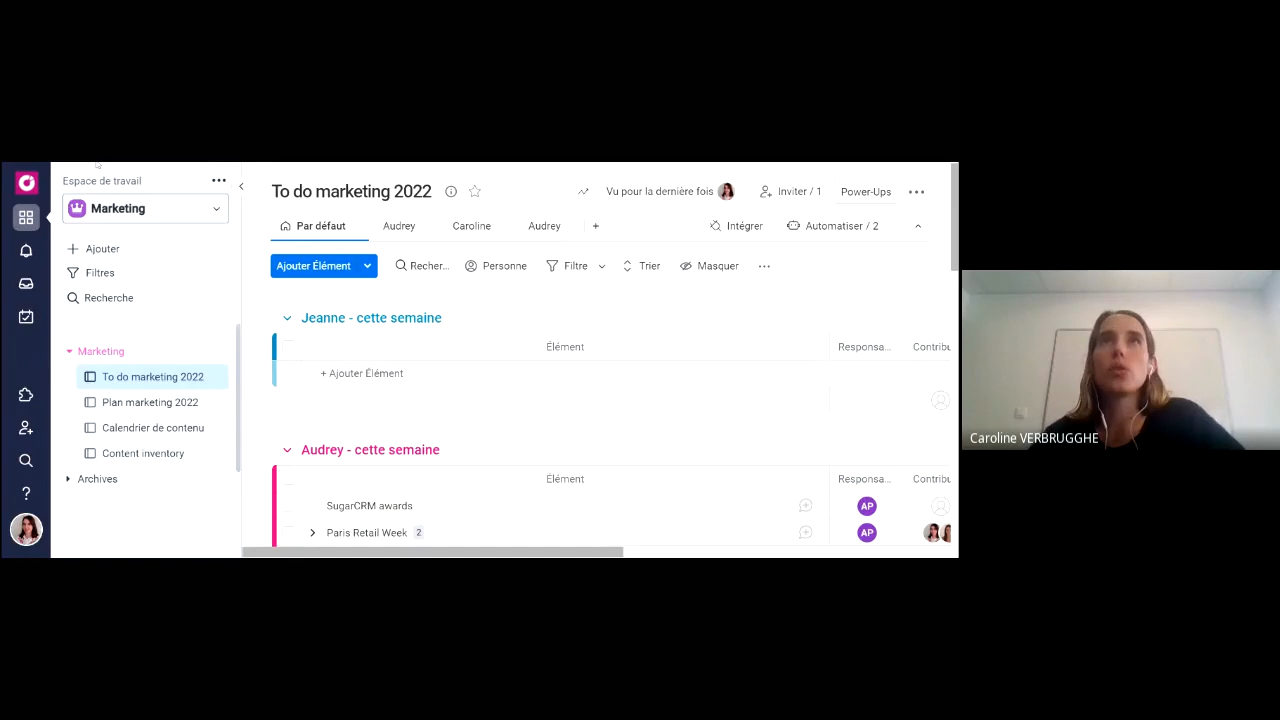 Espace de travail
Marketing
Ajouter
Filtres
Recherche
Marketing
To do marketing 2022
Plan marketing 2022
Calendrier de contenu
Content inventory
Archives
To do marketing 2022
Vu pour la dernière fois
Inviter / 1
Power-Ups
Par défaut
Audrey
Caroline
Audrey
+
Intégrer
Automatiser / 2
Ajouter Élément
Recher...
Personne
Filtre
Trier
Masquer
Jeanne - cette semaine
Élément
Responsa...
Contribu
+ Ajouter Élément
Audrey - cette semaine
Élément
Responsa...
Contribu
SugarCRM awards
AP
Paris Retail Week 2
AP
Caroline VERBRUGGHE